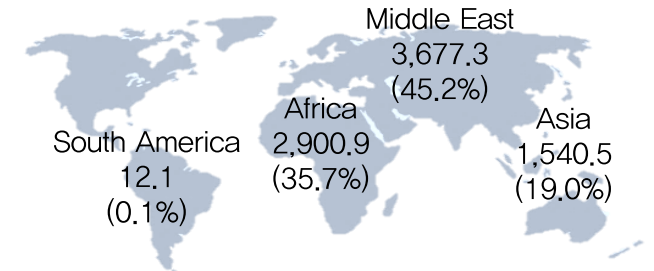 Middle East
3,677.3
(45.2%)
Africa
2,900.9
(35.7%)
Asia
1,540.5
(19.0%)
South America
12.1
(0.1%)